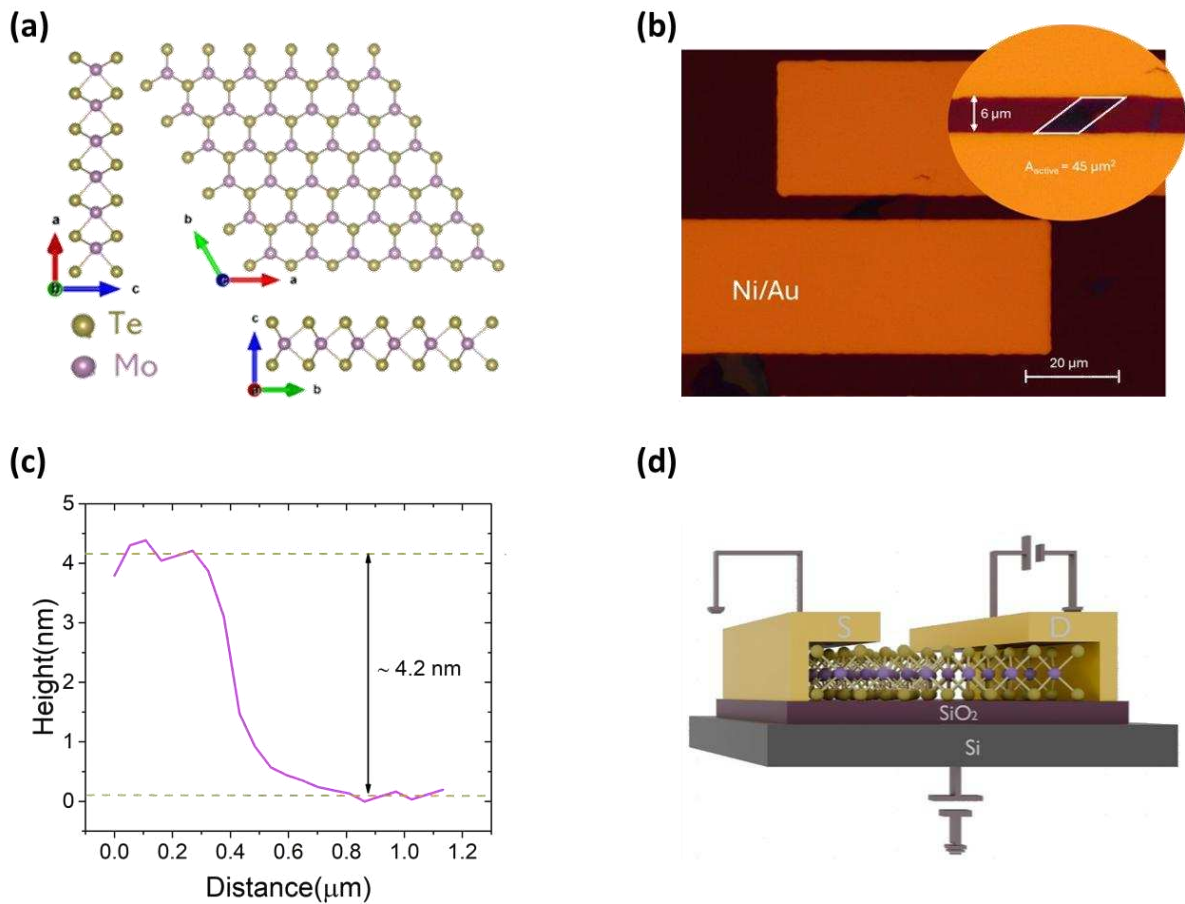 (a)
a
b
c
Te
Mo
b
a
c
a
b
(b)
6 µm
A_active = 45 µm²
Ni/Au
20 µm
(c)
Height(nm)
5
4
3
2
1
0
~ 4.2 nm
0.0 0.2 0.4 0.6 0.8 1.0 1.2
Distance(µm)
(d)
S D
SiO₂
Si